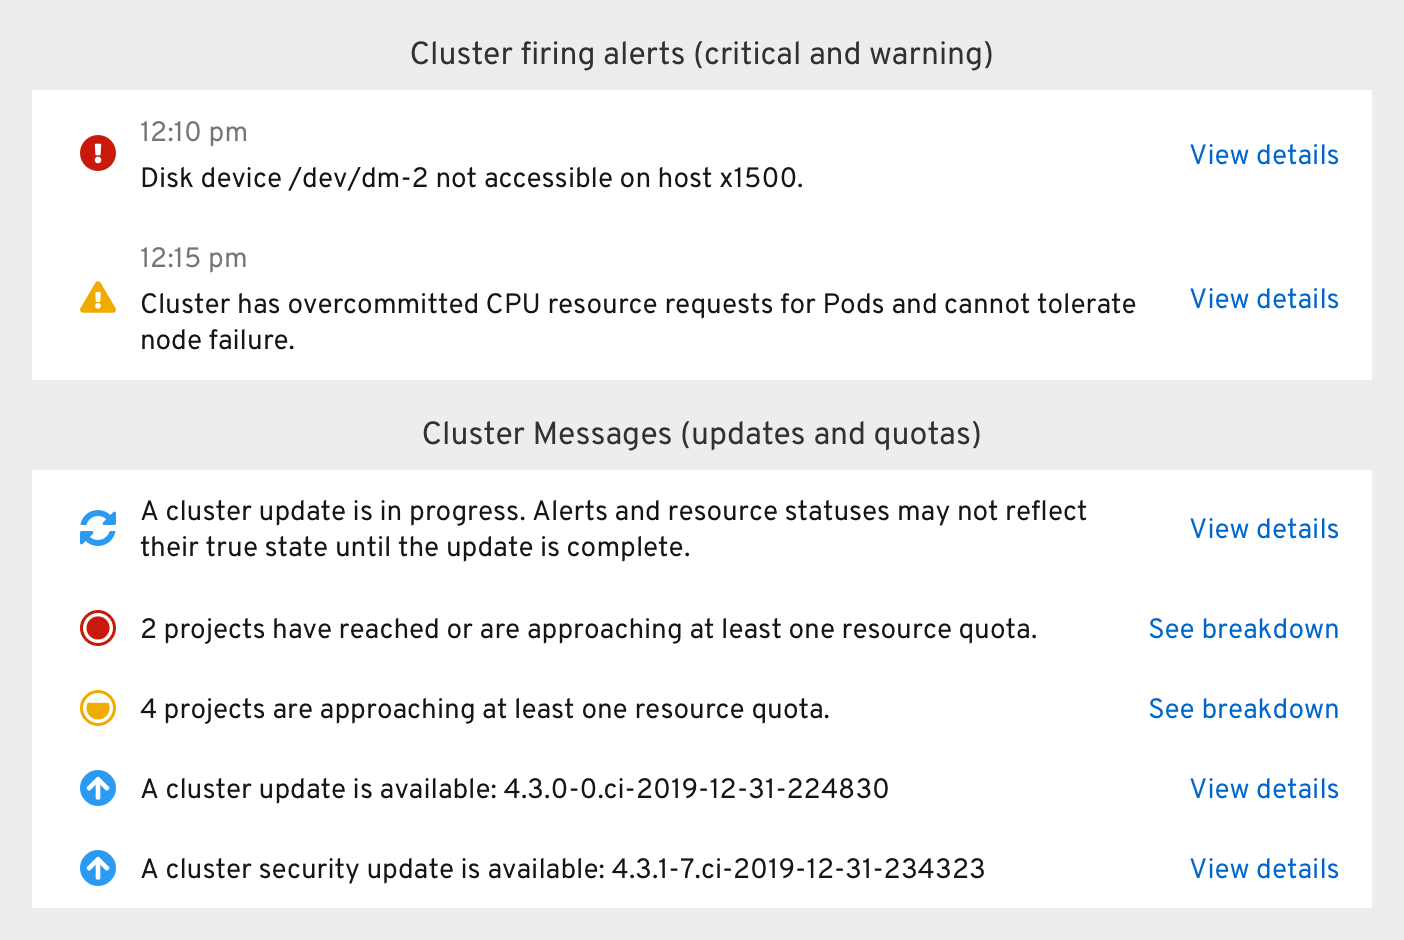 Cluster firing alerts (critical and warning)
12:10 pm
Disk device /dev/dm-2 not accessible on host x1500.
View details
12:15 pm
Cluster has overcommitted CPU resource requests for Pods and cannot tolerate
node failure.
View details
Cluster Messages (updates and quotas)
A cluster update is in progress. Alerts and resource statuses may not reflect
their true state until the update is complete.
View details
2 projects have reached or are approaching at least one resource quota.
See breakdown
4 projects are approaching at least one resource quota.
See breakdown
A cluster update is available: 4.3.0-0.ci-2019-12-31-224830
View details
A cluster security update is available: 4.3.1-7.ci-2019-12-31-234323
View details